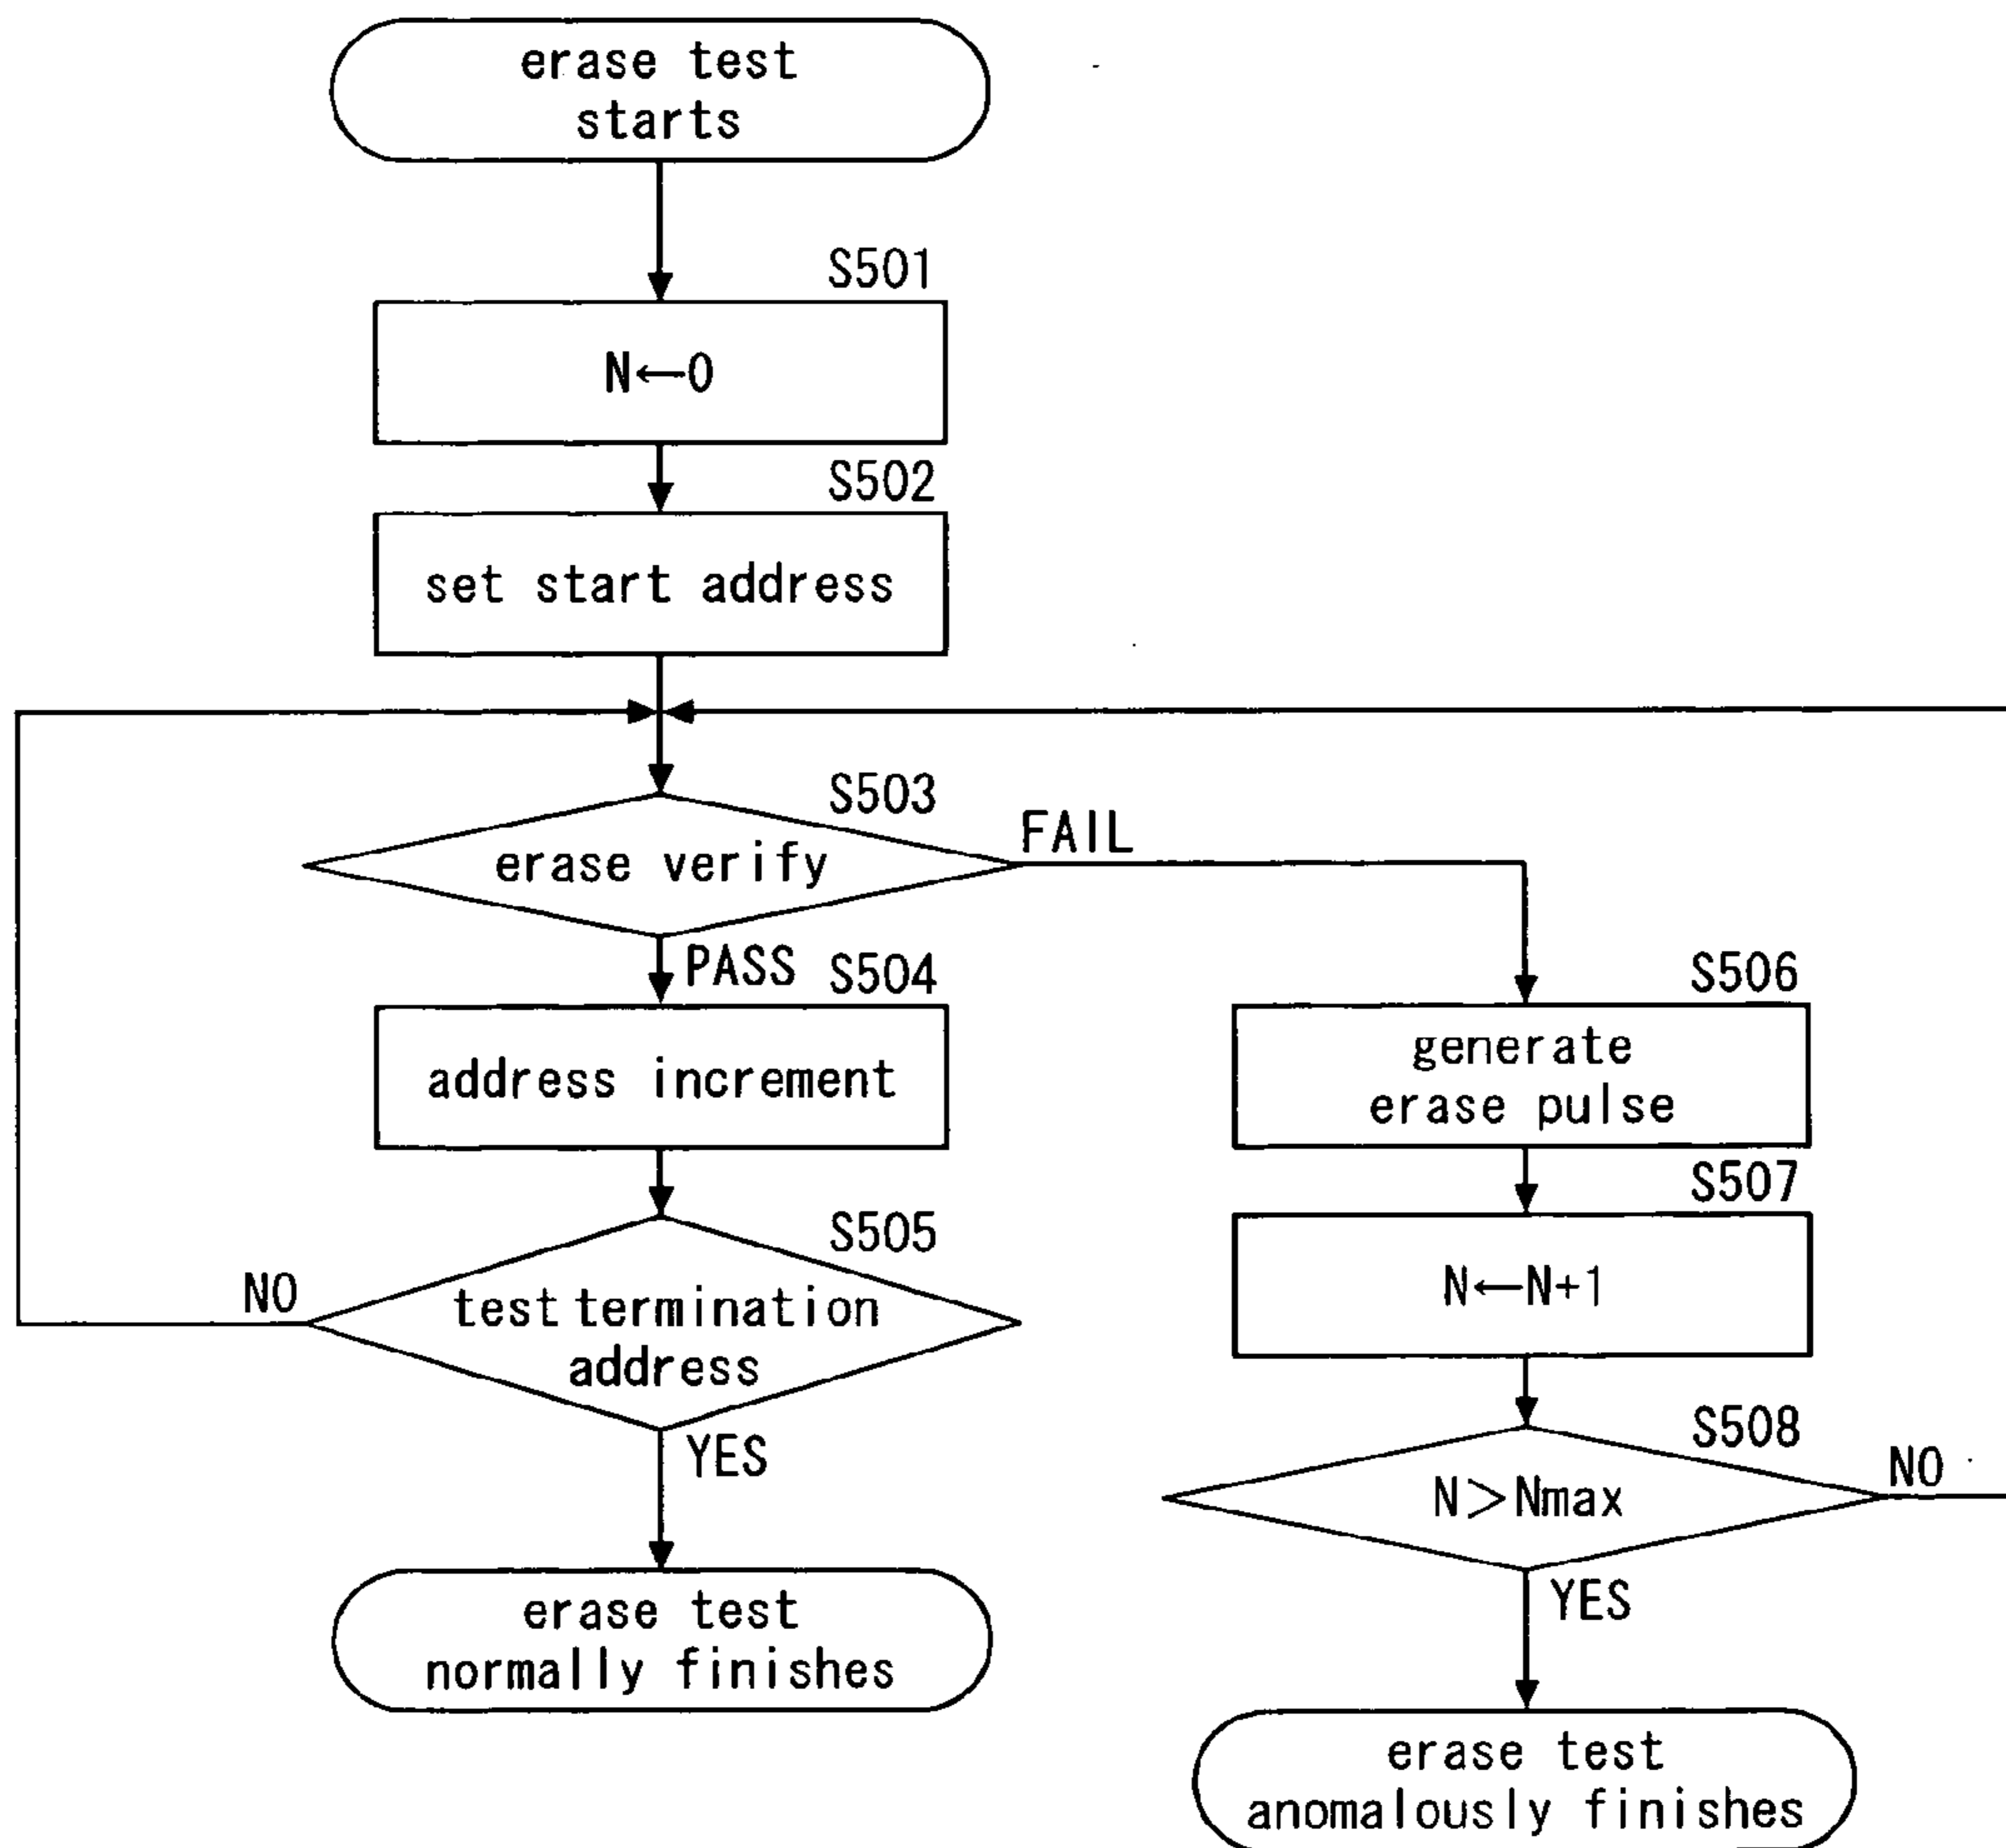 erase test
starts
S501
N←0
S502
set start address
S503
erase verify
FAIL
PASS
S504
address increment
S505
test termination
address
NO
YES
erase test
normally finishes
S506
generate
erase pulse
S507
N←N+1
S508
N>Nmax
NO
YES
erase test
anomalously finishes